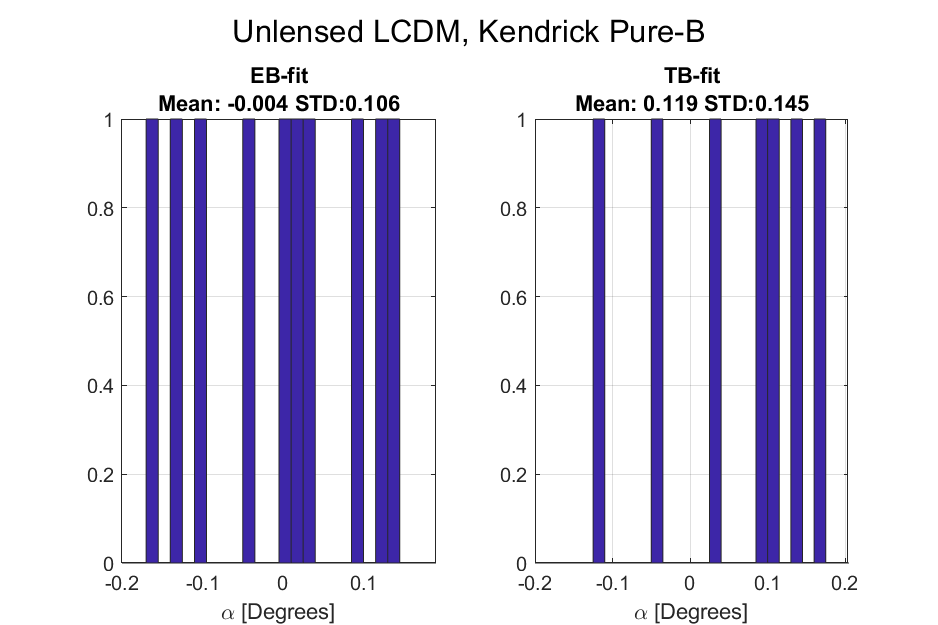 Unlensed LCDM, Kendrick Pure-B
EB-fit
Mean: -0.004 STD:0.106
1
0.8
0.6
0.4
0.2
0
-0.2 -0.1 0 0.1
α [Degrees]
TB-fit
Mean: 0.119 STD:0.145
1
0.8
0.6
0.4
0.2
0
-0.2 -0.1 0 0.1 0.2
α [Degrees]